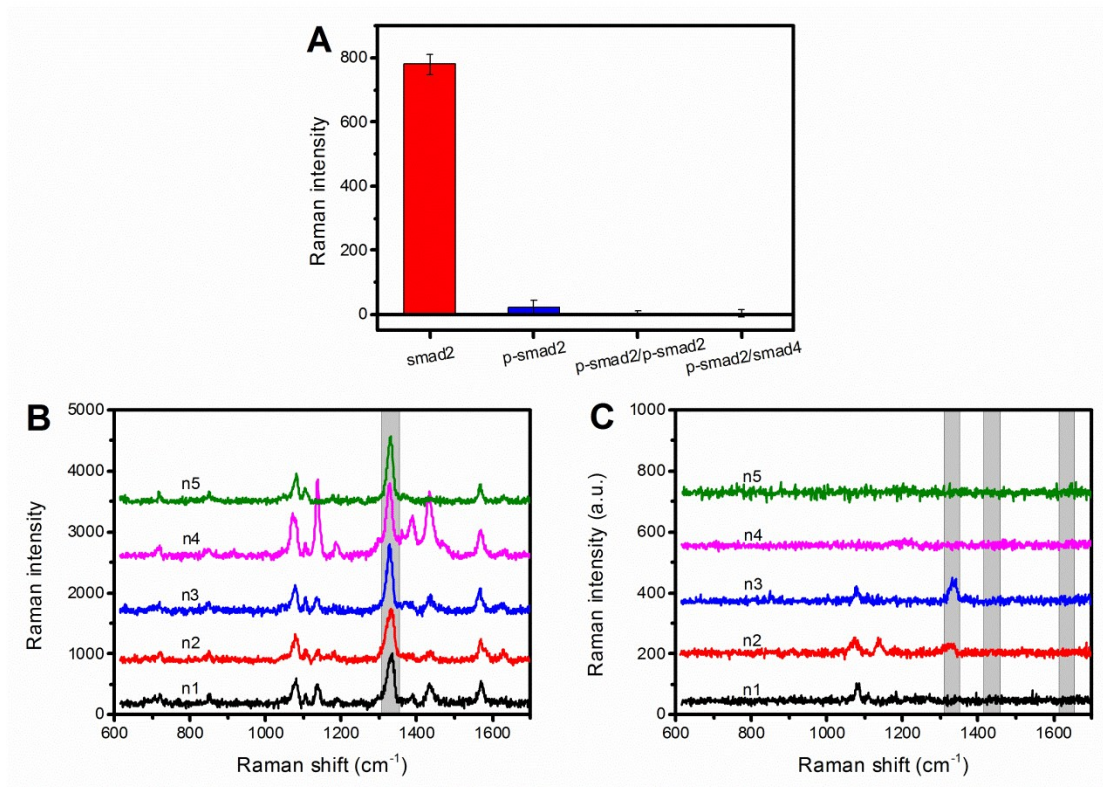 A
Raman intensity
800
600
400
200
0
smad2
p-smad2
p-smad2/p-smad2
p-smad2/smad4
B
Raman intensity
5000
4000
3000
2000
1000
0
n5
n4
n3
n2
n1
600 800 1000 1200 1400 1600
Raman shift (cm⁻¹)
C
Raman intensity (a.u.)
1000
800
600
400
200
0
n5
n4
n3
n2
n1
600 800 1000 1200 1400 1600
Raman shift (cm⁻¹)